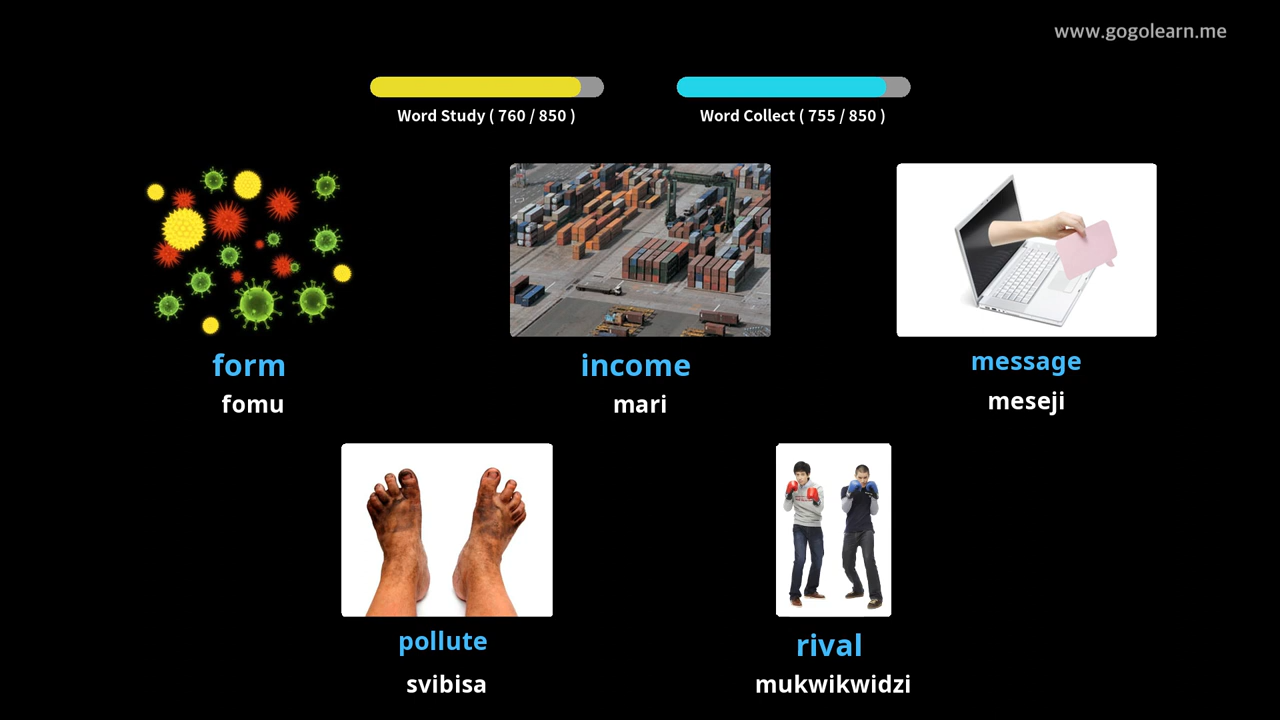 www.gogolearn.me
Word Study ( 760 / 850 )
Word Collect ( 755 / 850 )
form
fomu
income
mari
message
meseji
pollute
svibisa
rival
mukwikwidzi